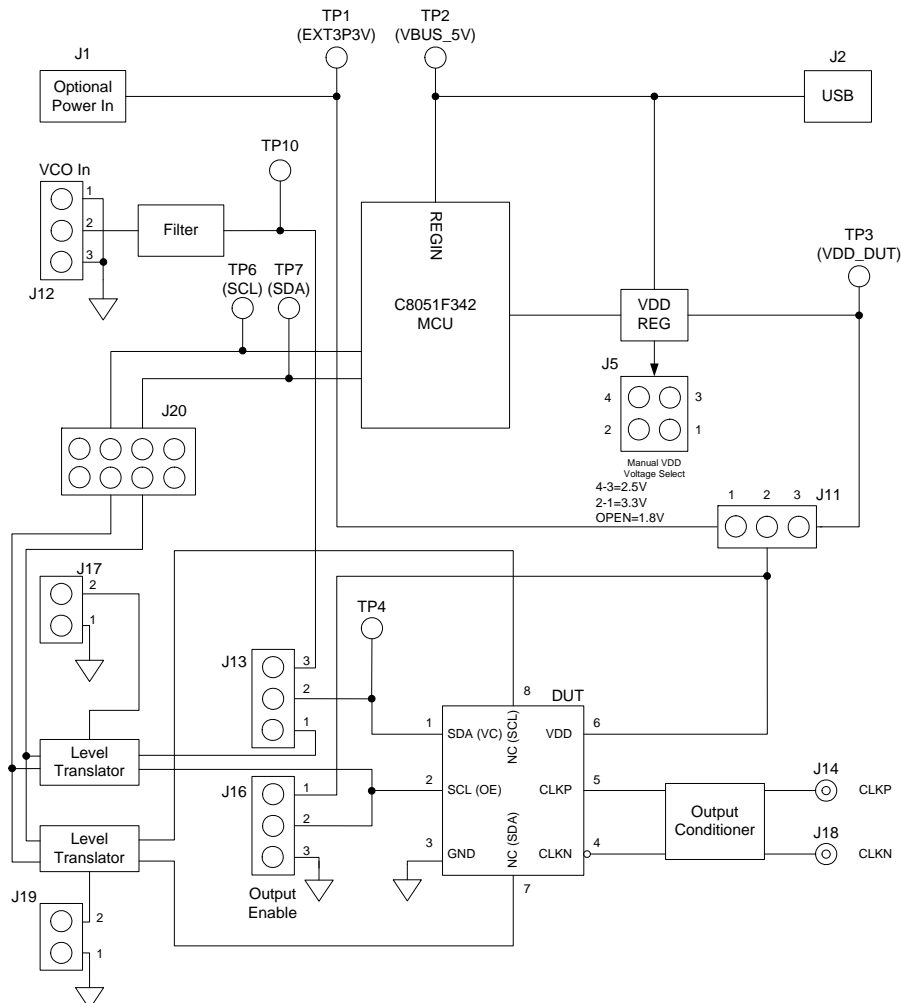 TP1
(EXT3P3V)
TP2
(VBUS_5V)
J1
Optional
Power In
J2
USB
TP10
VCO In
1
2
3
J12
Filter
TP6
(SCL)
TP7
(SDA)
REGIN
C8051F342
MCU
TP3
(VDD_DUT)
VDD
REG
J5
4
3
2
1
Manual VDD
Voltage Select
4-3=2.5V
2-1=3.3V
OPEN=1.8V
J20
1
2
3
J11
J17
2
1
TP4
J13
3
2
1
8
DUT
1
SDA (VC)
NC (SCL)
VDD
6
Level
Translator
J16
1
2
3
Output
Enable
2
SCL (OE)
CLKP
5
3
GND
NC (SDA)
CLKN
4
7
Output
Conditioner
J14
CLKP
J18
CLKN
Level
Translator
J19
2
1